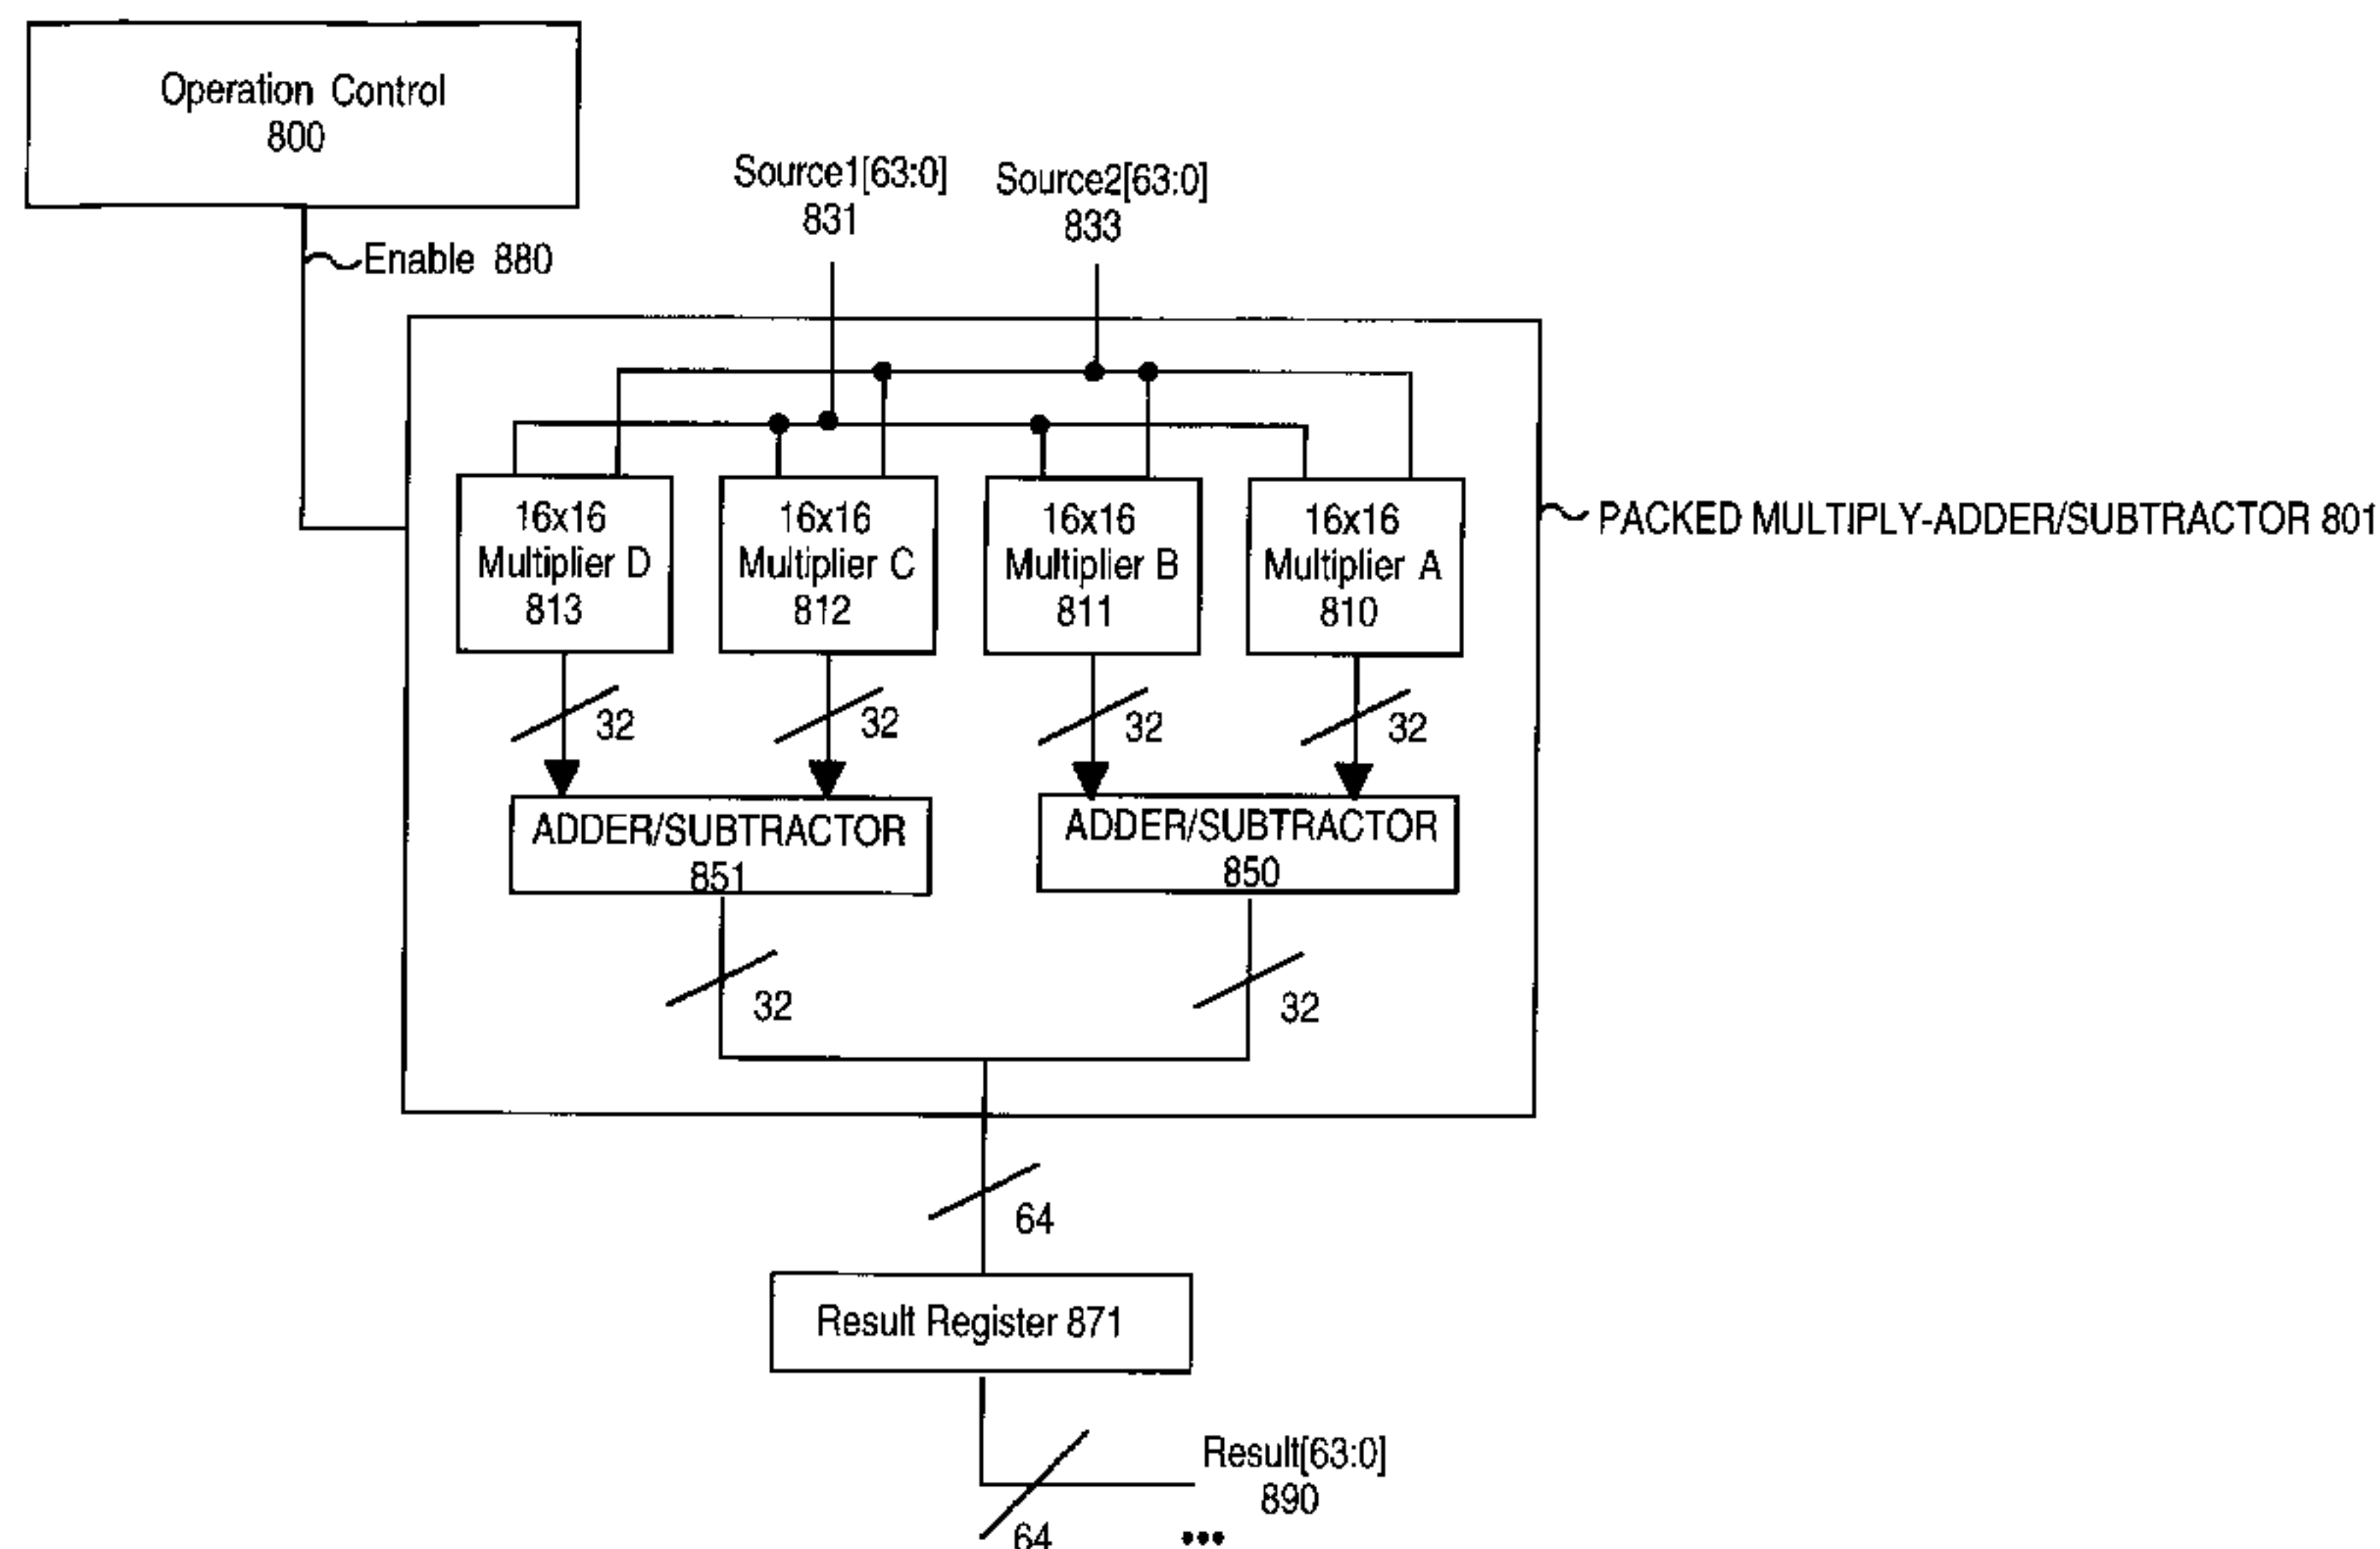 Operation Control
800
Enable 880
Source1[63:0]
831
Source2[63:0]
833
PACKED MULTIPLY-ADDER/SUBTRACTOR 801
16x16
Multiplier D
813
16x16
Multiplier C
812
16x16
Multiplier B
811
16x16
Multiplier A
810
32
32
32
32
ADDER/SUBTRACTOR
851
ADDER/SUBTRACTOR
850
32
32
64
Result Register 871
Result[63:0]
890
64
•••